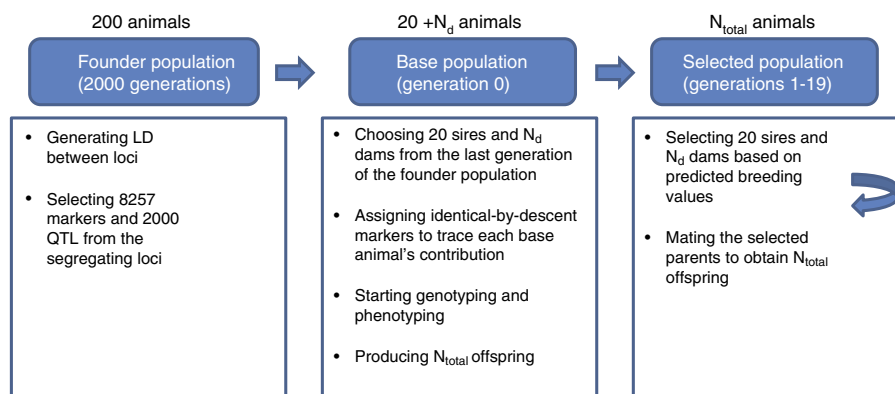 200 animals
Founder population
(2000 generations)
• Generating LD
between loci
• Selecting 8257
markers and 2000
QTL from the
segregating loci
20 +Nd animals
Base population
(generation 0)
• Choosing 20 sires and Nd
dams from the last generation
of the founder population
• Assigning identical-by-descent
markers to trace each base
animal's contribution
• Starting genotyping and
phenotyping
• Producing Ntotal offspring
Ntotal animals
Selected population
(generations 1-19)
• Selecting 20 sires and
Nd dams based on
predicted breeding
values
• Mating the selected
parents to obtain Ntotal
offspring